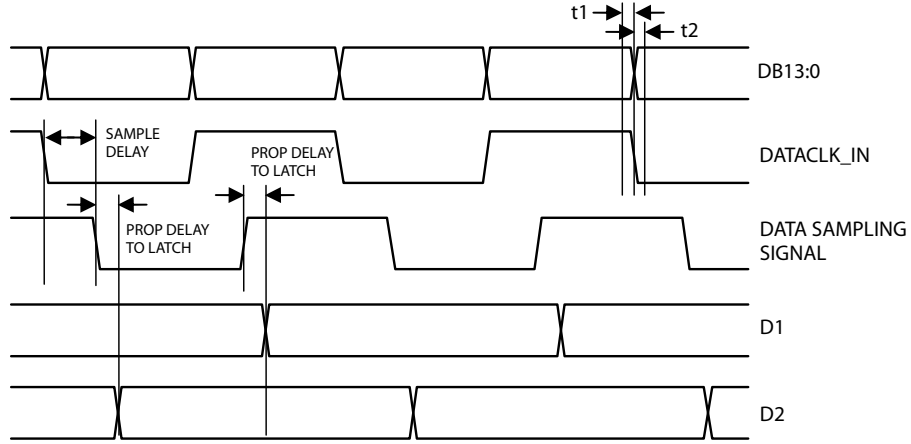 t1
t2
DB13:0
SAMPLE
DELAY
PROP DELAY
TO LATCH
DATACLK_IN
PROP DELAY
TO LATCH
DATA SAMPLING
SIGNAL
D1
D2